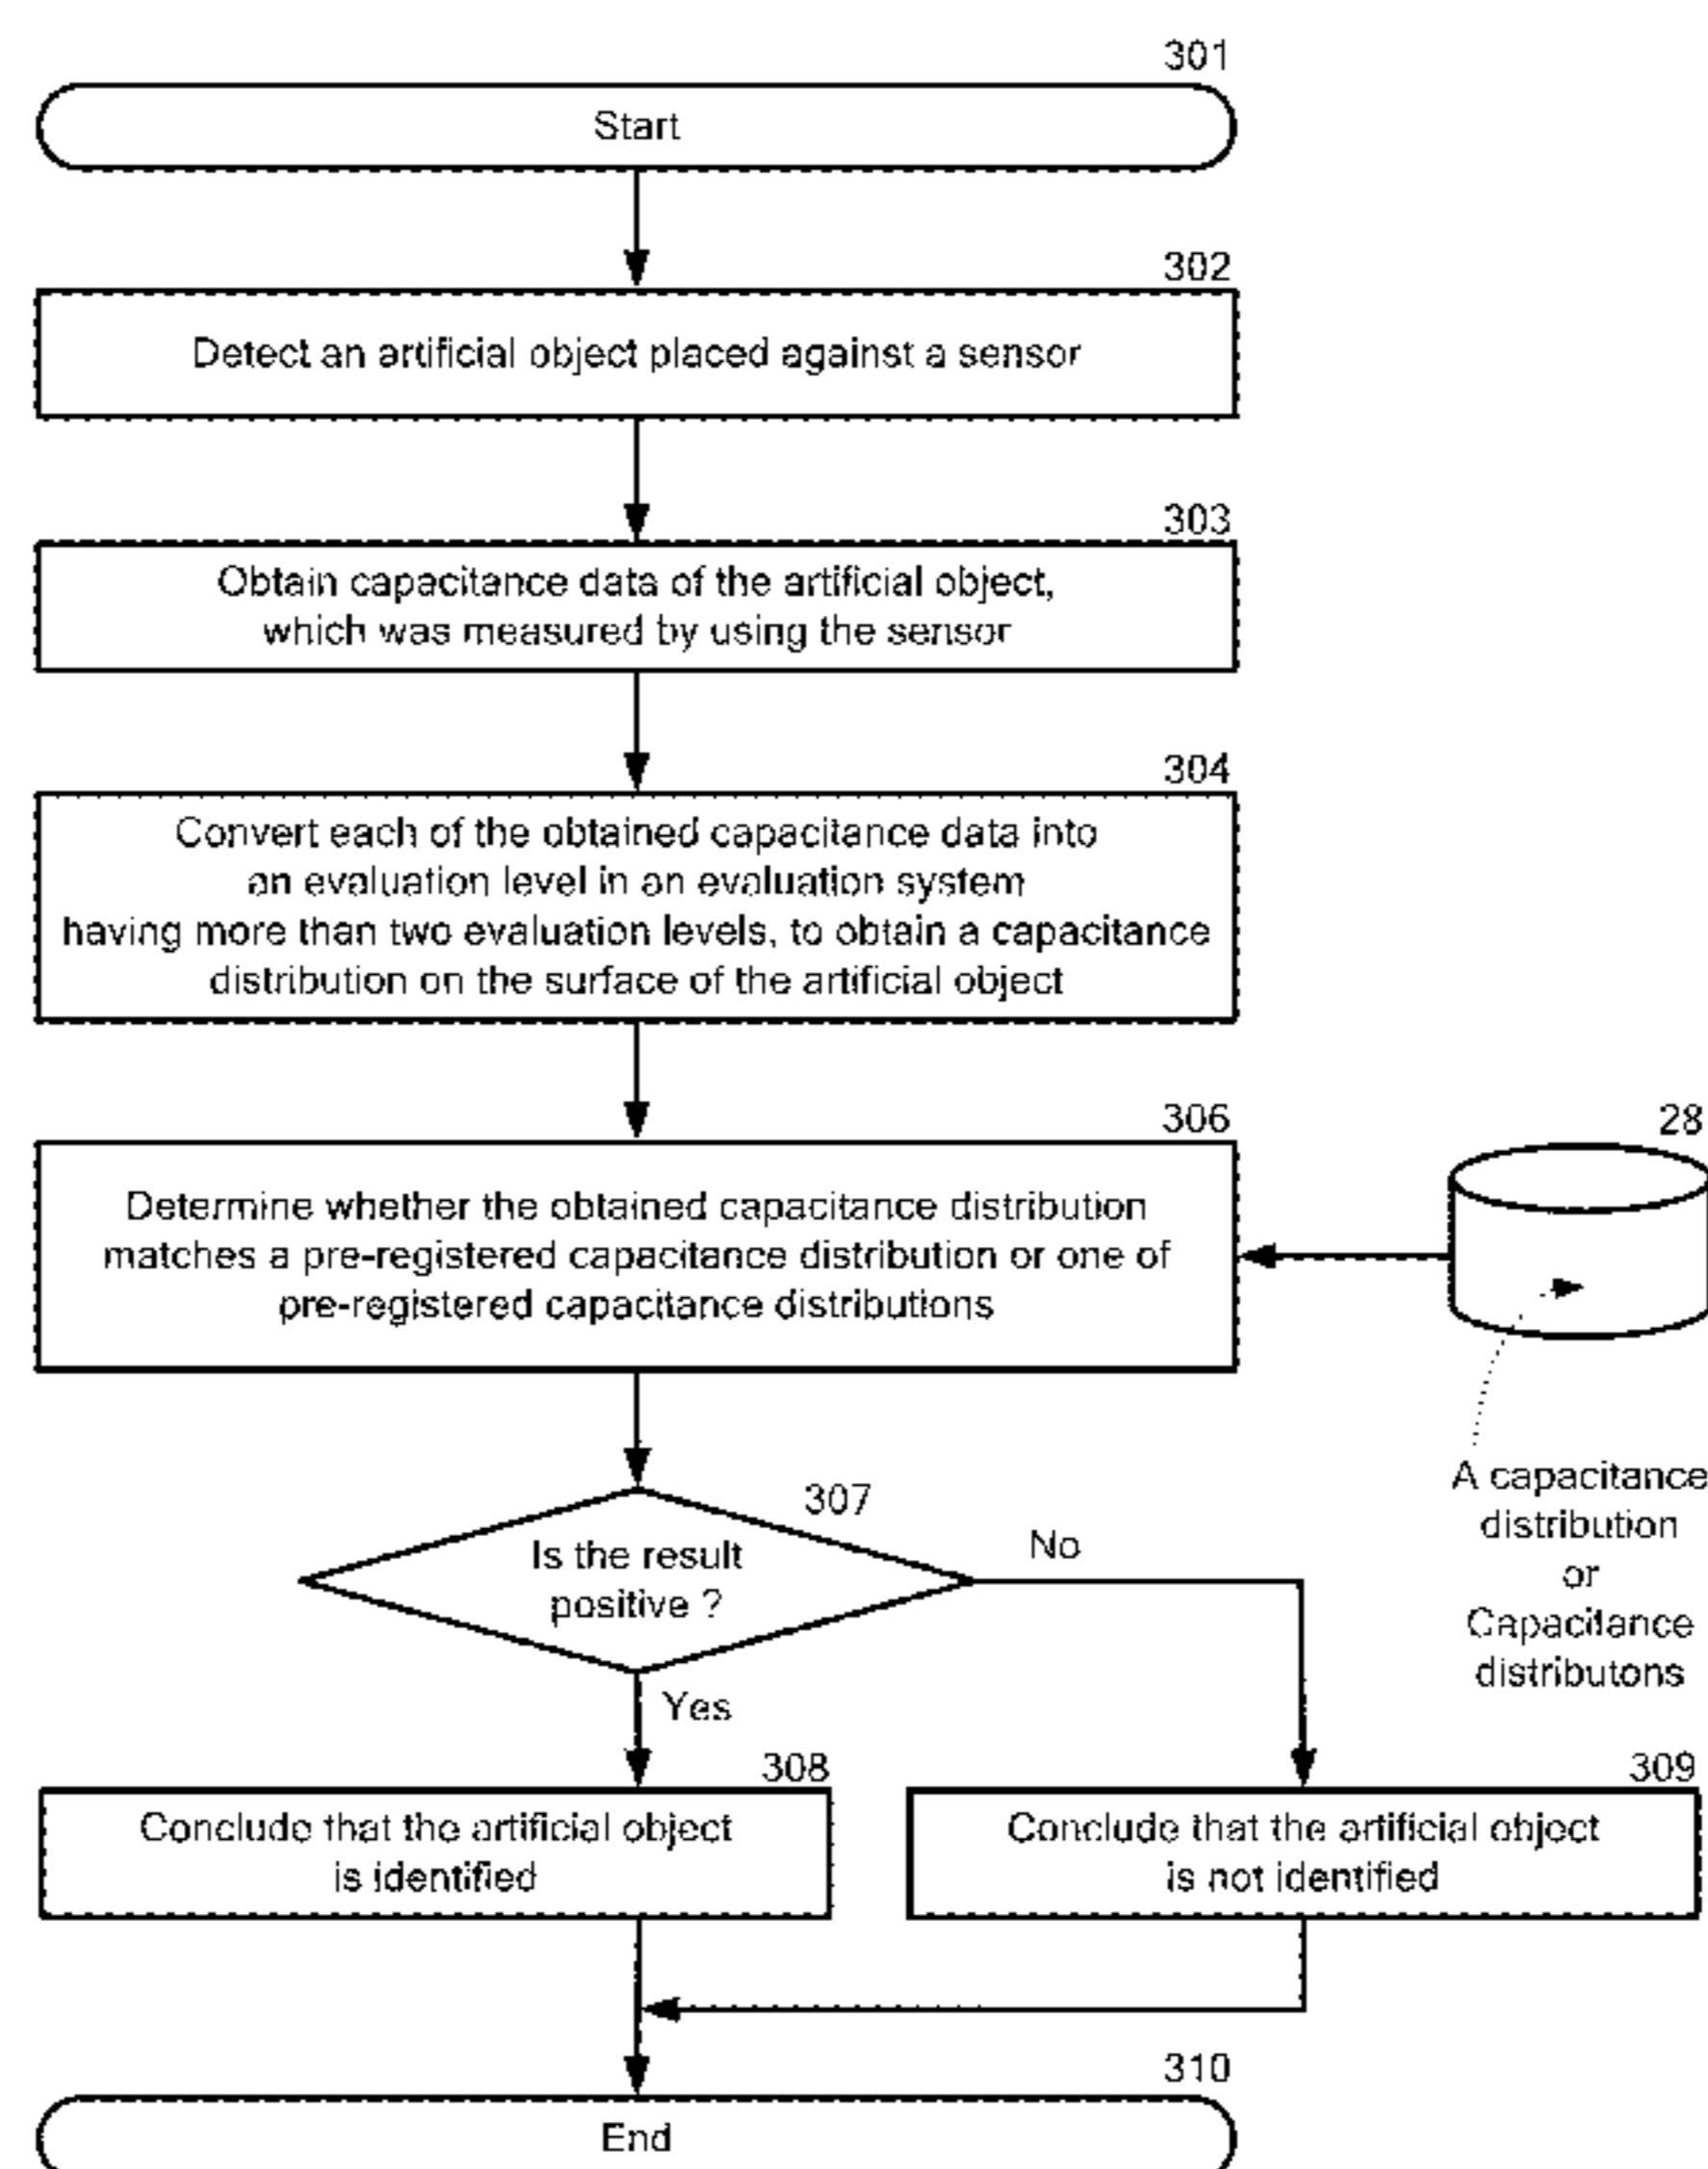 301
Start
302
Detect an artificial object placed against a sensor
303
Obtain capacitance data of the artificial object,
which was measured by using the sensor
304
Convert each of the obtained capacitance data into
an evaluation level in an evaluation system
having more than two evaluation levels, to obtain a capacitance
distribution on the surface of the artificial object
306
28
Determine whether the obtained capacitance distribution
matches a pre-registered capacitance distribution or one of
pre-registered capacitance distributions
A capacitance
distribution
or
Capacitance
distributons
307
Is the result
positive ?
No
Yes
308
Conclude that the artificial object
is identified
309
Conclude that the artificial object
is not identified
310
End